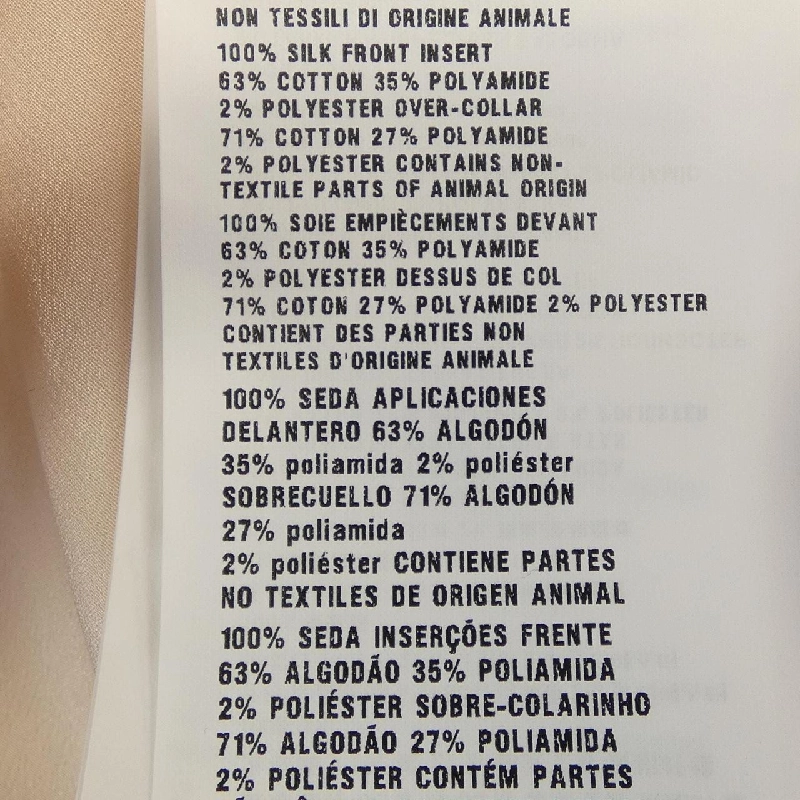 NON TESSILI DI ORIGINE ANIMALE
100% SILK FRONT INSERT
63% COTTON 35% POLYAMIDE
2% POLYESTER OVER-COLLAR
71% COTTON 27% POLYAMIDE
2% POLYESTER CONTAINS NON-
TEXTILE PARTS OF ANIMAL ORIGIN
100% SOIE EMPIÈCEMENTS DEVANT
63% COTON 35% POLYAMIDE
2% POLYESTER DESSUS DE COL
71% COTON 27% POLYAMIDE 2% POLYESTER
CONTIENT DES PARTIES NON
TEXTILES D'ORIGINE ANIMALE
100% SEDA APLICACIONES
DELANTERO 63% ALGODÓN
35% poliamida 2% poliéster
SOBRECUELLO 71% ALGODÓN
27% poliamida
2% poliéster CONTIENE PARTES
NO TEXTILES DE ORIGEN ANIMAL
100% SEDA INSERÇÕES FRENTE
63% ALGODÃO 35% POLIAMIDA
2% POLIÉSTER SOBRE-COLARINHO
71% ALGODÃO 27% POLIAMIDA
2% POLIÉSTER CONTÉM PARTES